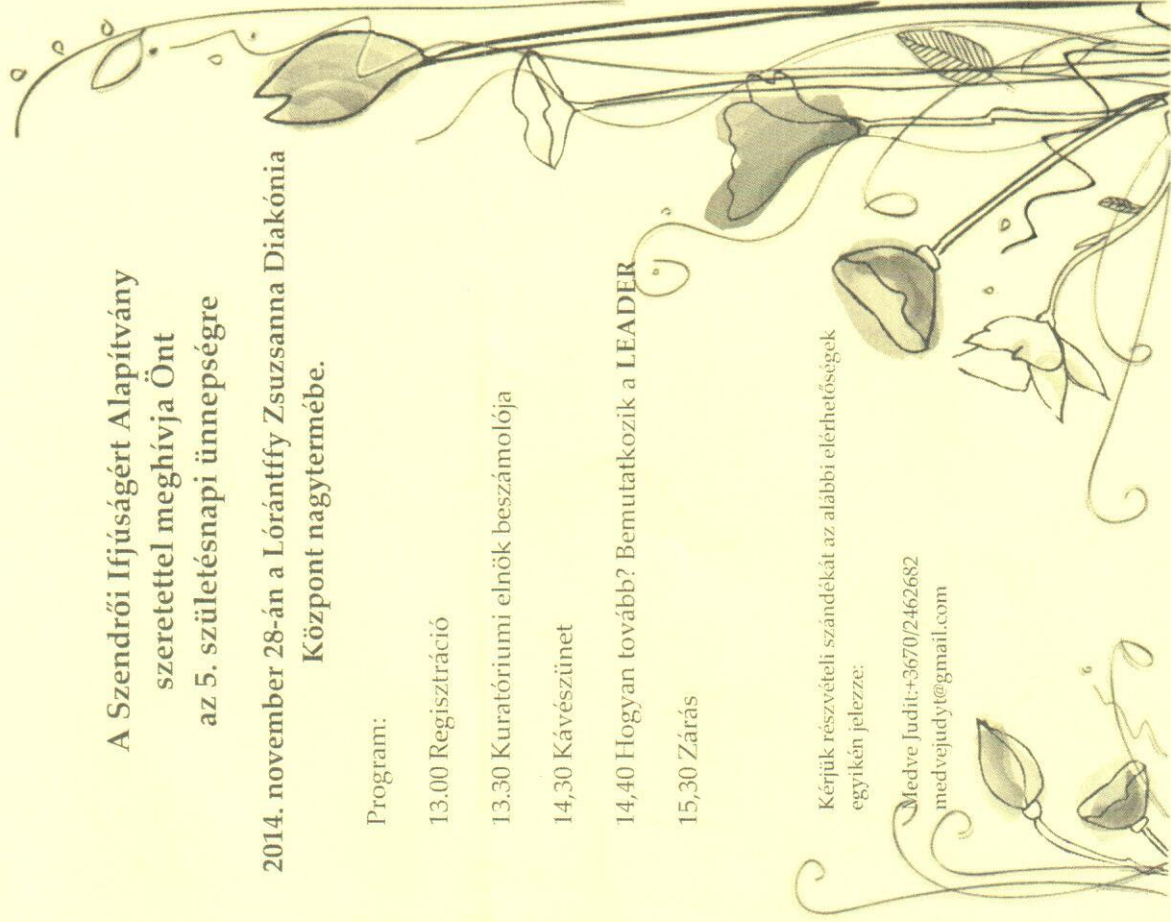 A Szendrői Ifjúságért Alapítvány
szeretettel meghívja Önt
az 5. születésnapi ünnepségre
2014. november 28-án a Lórántffy Zsuzsanna Diakónia
Központ nagytermébe.
Program:
13.00 Regisztráció
13.30 Kuratóriumi elnök beszámolója
14,30 Kávészünet
14,40 Hogyan tovább? Bemutatkozik a LEADER
15,30 Zárás
Kérjük részvételi szándékát az alábbi elérhetőségek
egyikén jelezze:
Medve Judit:+3670/2462682
medvejudyt@gmail.com